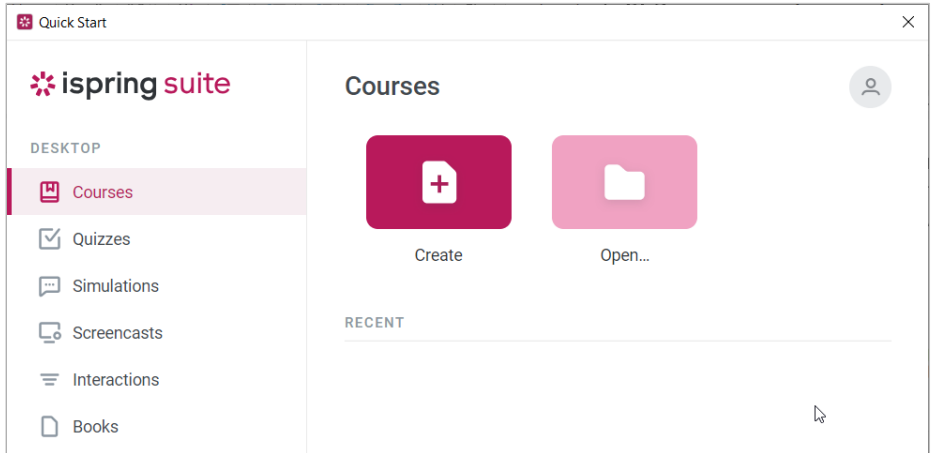 Quick Start
ispring suite
DESKTOP
Courses
Quizzes
Simulations
Screencasts
Interactions
Books
Courses
Create
Open...
RECENT